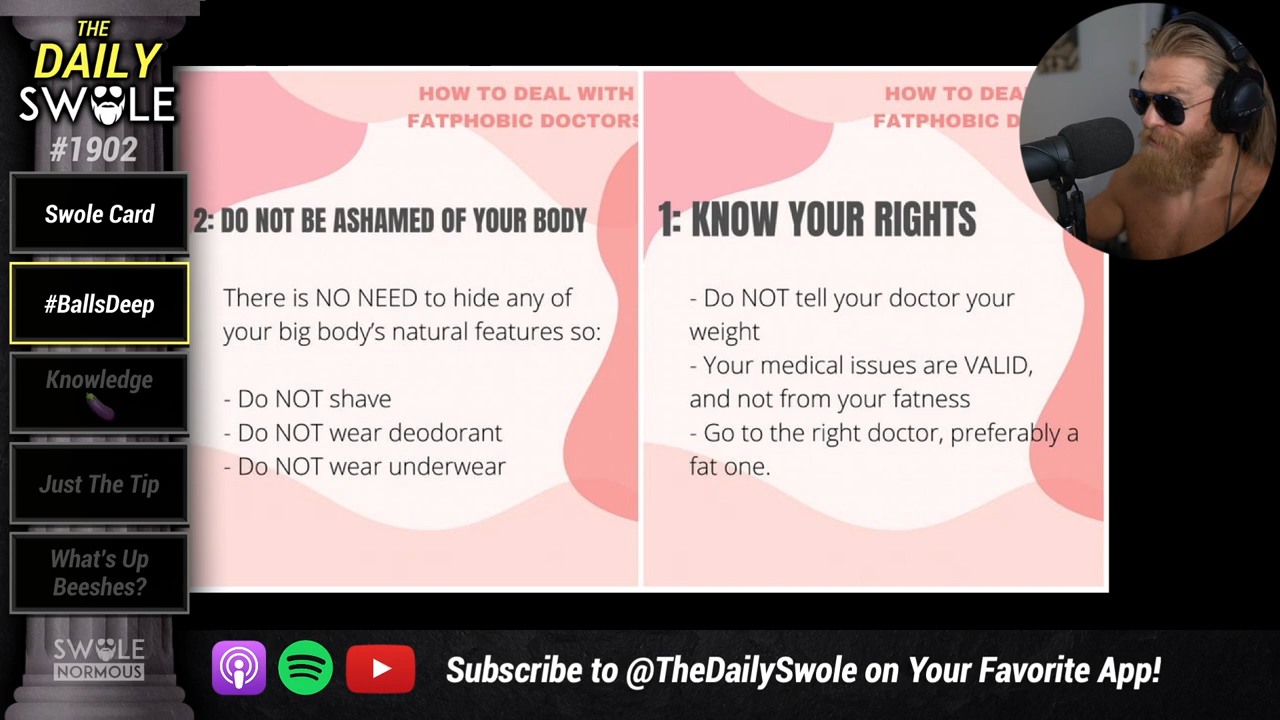 THE
DAILY
SWOLE
#1902
Swole Card
#BallsDeep
Knowledge
Just The Tip
What's Up
Beeshes?
SWOLE
NORMOUS
HOW TO DEAL WITH
FATPHOBIC DOCTORS
2: DO NOT BE ASHAMED OF YOUR BODY
There is NO NEED to hide any of
your big body's natural features so:
- Do NOT shave
- Do NOT wear deodorant
- Do NOT wear underwear
HOW TO DEA
FATPHOBIC D
1: KNOW YOUR RIGHTS
- Do NOT tell your doctor your
weight
- Your medical issues are VALID,
and not from your fatness
- Go to the right doctor, preferably a
fat one.
Subscribe to @TheDailySwole on Your Favorite App!